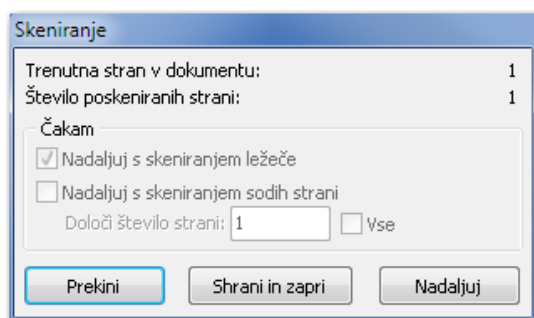 Skeniranje
Trenutna stran v dokumentu: 1
Število poskeniranih strani: 1
Čakam
Nadaljuj s skeniranjem ležeče
Nadaljuj s skeniranjem sodih strani
Določi število strani: 1 Vse
Prekini Shrani in zapri Nadaljuj